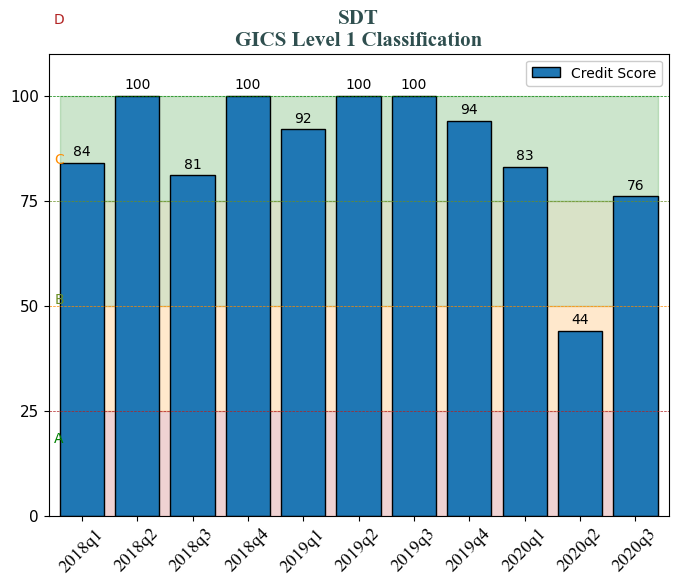 D
SDT
GICS Level 1 Classification
Credit Score
100
75
50
25
0
C
B
A
84
100
81
100
92
100
100
94
83
44
76
2018q1
2018q2
2018q3
2018q4
2019q1
2019q2
2019q3
2019q4
2020q1
2020q2
2020q3